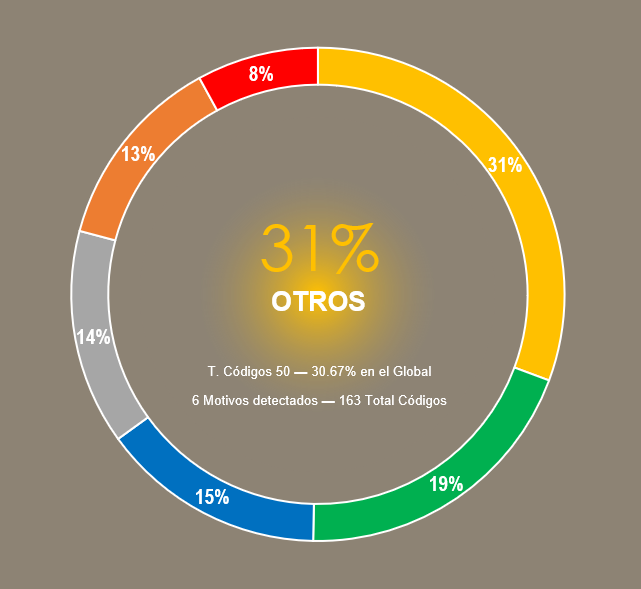 8%
13%
31%
31%
OTROS
14%
T. Códigos 50 — 30.67% en el Global
6 Motivos detectados — 163 Total Códigos
19%
15%